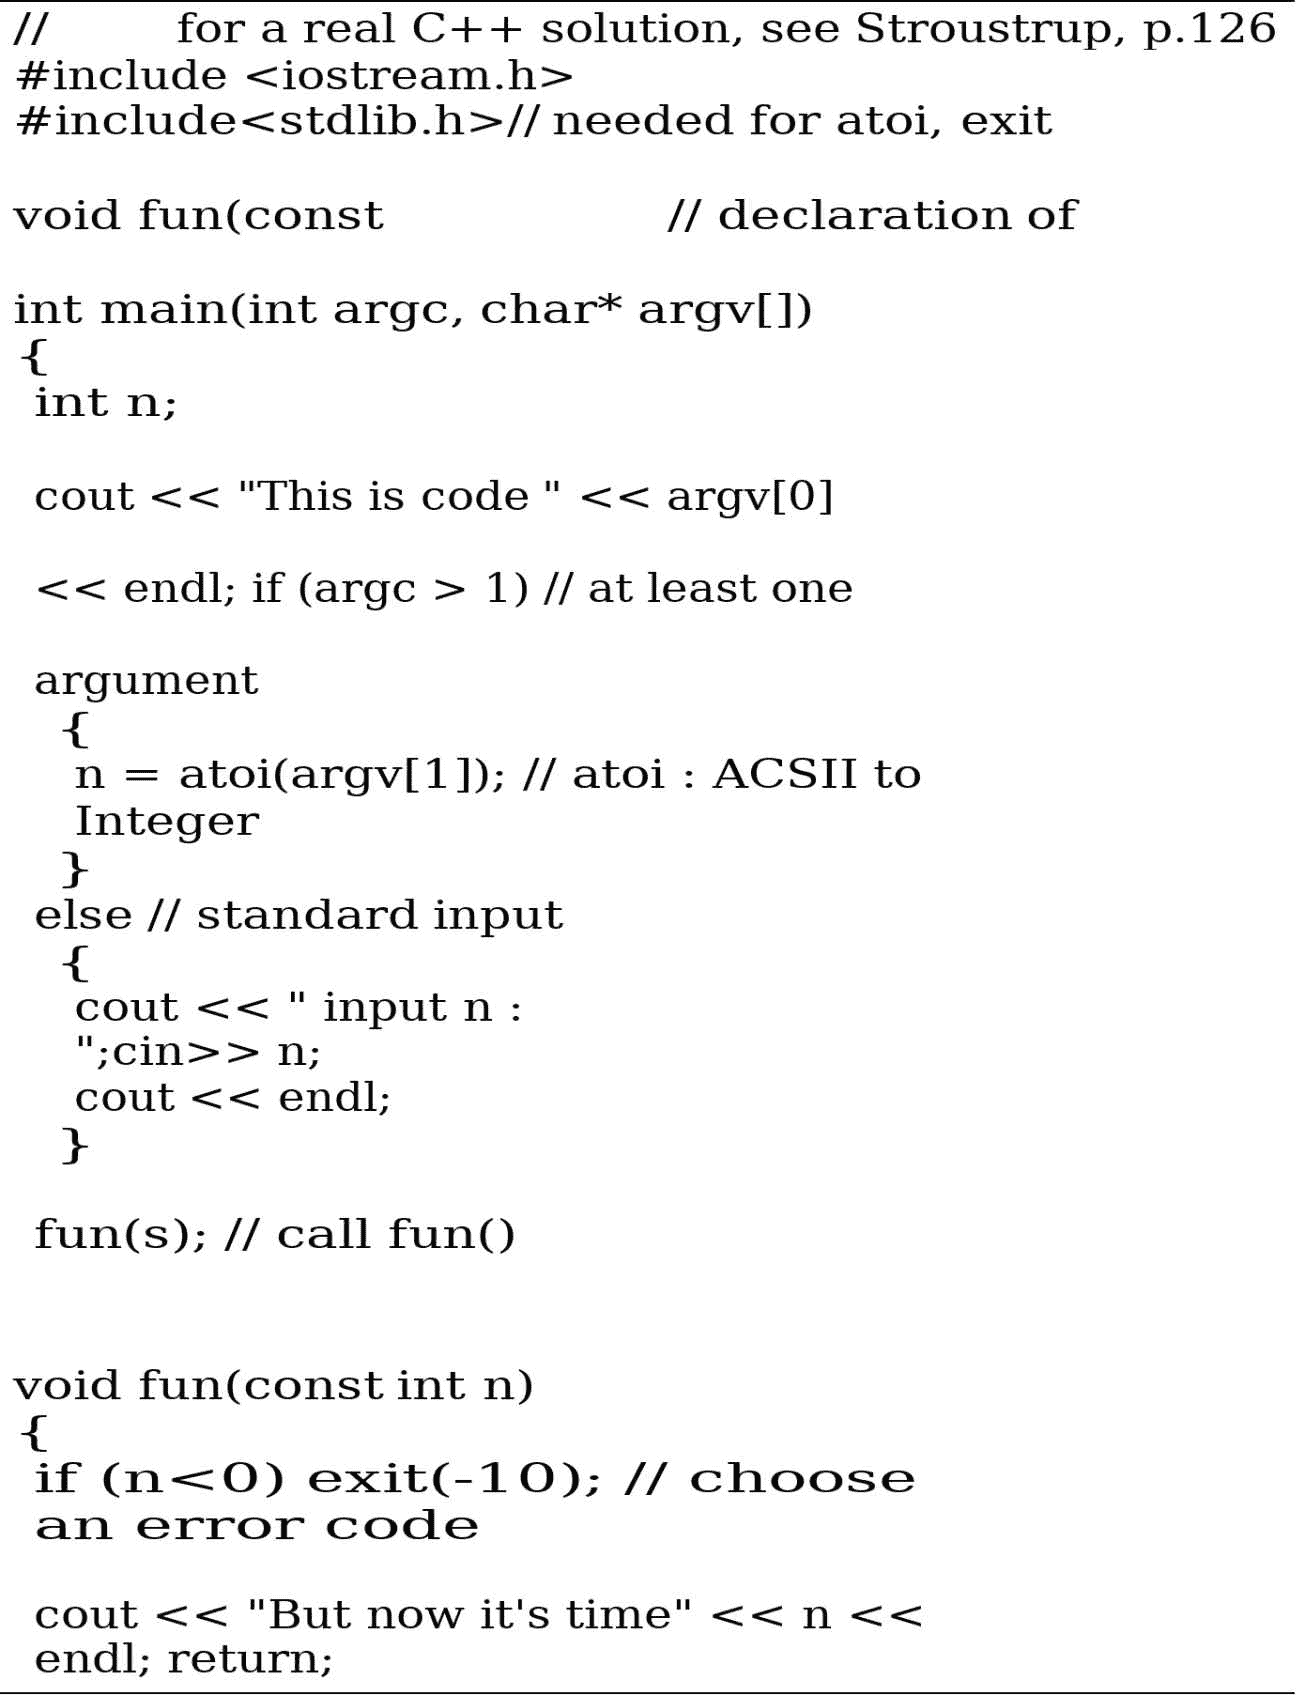 // for a real C++ solution, see Stroustrup, p.126
#include <iostream.h>
#include<stdlib.h>// needed for atoi, exit
void fun(const // declaration of
int main(int argc, char* argv[])
{
int n;
cout << "This is code " << argv[0]
<< endl; if (argc > 1) // at least one
argument
{
n = atoi(argv[1]); // atoi : ACSII to
Integer
}
else // standard input
{
cout << " input n :
";cin>> n;
cout << endl;
}
fun(s); // call fun()
void fun(const int n)
{
if (n<0) exit(-10); // choose
an error code
cout << "But now it's time" << n <<
endl; return;